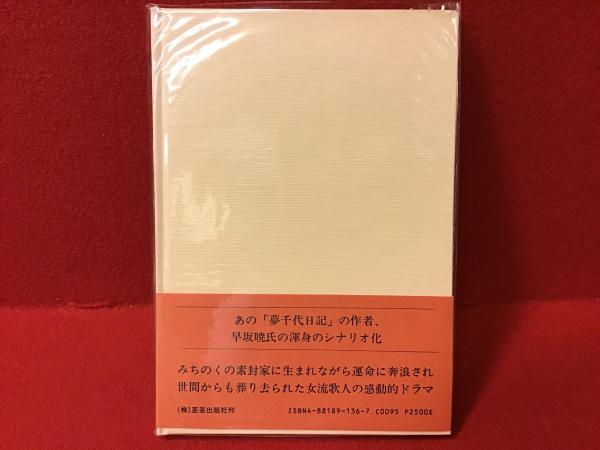 あの「夢千代日記」の作者、
早坂暁氏の渾身のシナリオ化
みちのくの素封家に生まれながら運命に奔浪され
世間からも葬り去られた女流歌人の感動的ドラマ
(株)至芸出版社刊
ISBN4-88189-136-7 C0095 P2500E